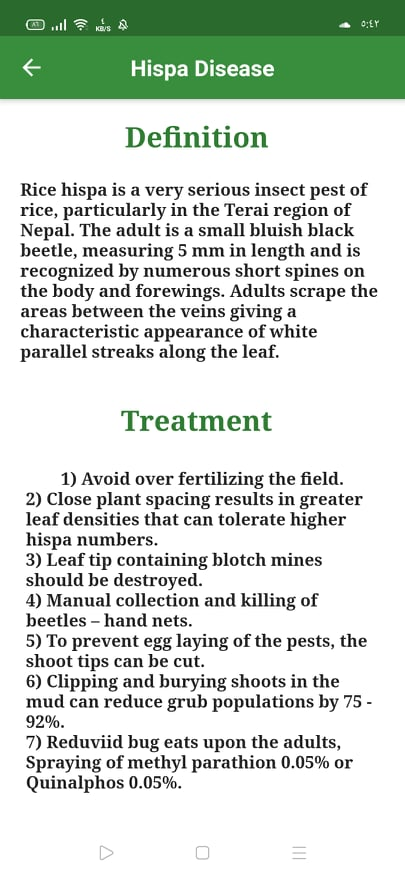 ٤
KB/S
٥:٤٢
Hispa Disease
Definition
Rice hispa is a very serious insect pest of
rice, particularly in the Terai region of
Nepal. The adult is a small bluish black
beetle, measuring 5 mm in length and is
recognized by numerous short spines on
the body and forewings. Adults scrape the
areas between the veins giving a
characteristic appearance of white
parallel streaks along the leaf.
Treatment
1) Avoid over fertilizing the field.
2) Close plant spacing results in greater
leaf densities that can tolerate higher
hispa numbers.
3) Leaf tip containing blotch mines
should be destroyed.
4) Manual collection and killing of
beetles – hand nets.
5) To prevent egg laying of the pests, the
shoot tips can be cut.
6) Clipping and burying shoots in the
mud can reduce grub populations by 75 -
92%.
7) Reduviid bug eats upon the adults,
Spraying of methyl parathion 0.05% or
Quinalphos 0.05%.